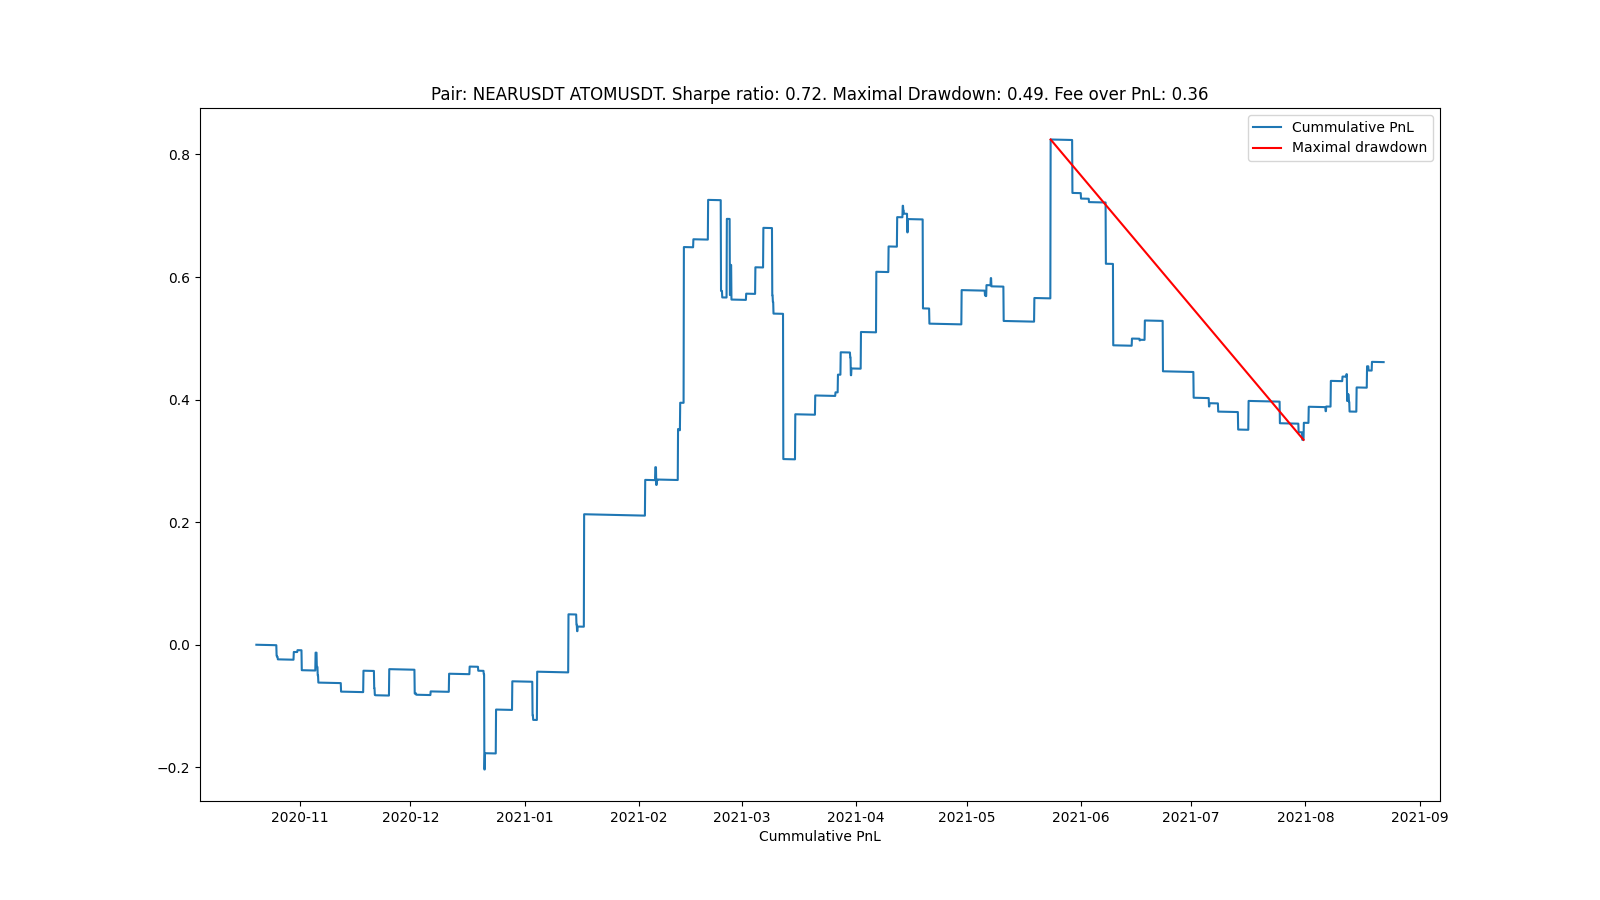 Pair: NEARUSDT ATOMUSDT. Sharpe ratio: 0.72. Maximal Drawdown: 0.49. Fee over PnL: 0.36
Cummulative PnL
Maximal drawdown
0.8
0.6
0.4
0.2
0.0
−0.2
2020-11 2020-12 2021-01 2021-02 2021-03 2021-04 2021-05 2021-06 2021-07 2021-08 2021-09
Cummulative PnL